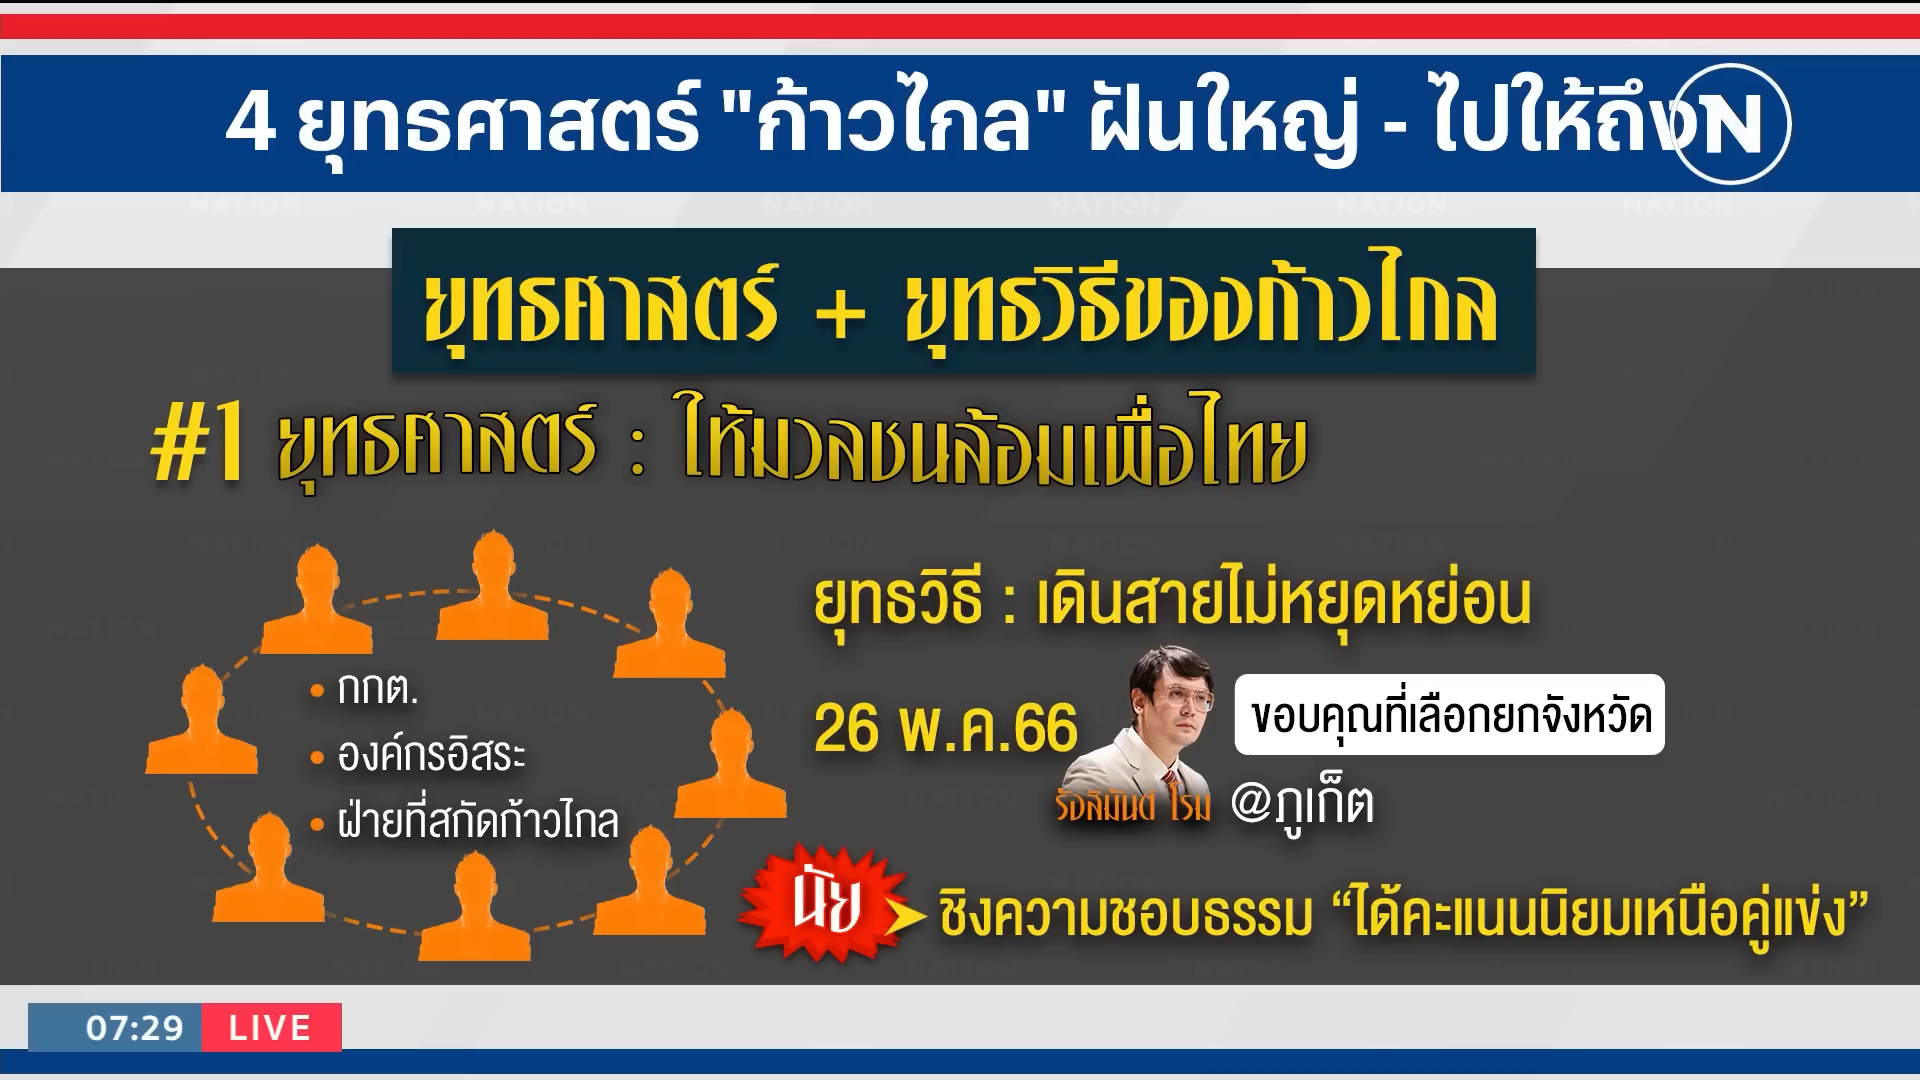 4 ยุทธศาสตร์ "ก้าวไกล" ฝันใหญ่ - ไปให้ถึง
N
ยุทธศาสตร์ + ยุทธวิธีของก้าวไกล
#1 ยุทธศาสตร์ : ให้มวลชนล้อมเพื่อไทย
• กกต.
• องค์กรอิสระ
• ฝ่ายที่สกัดก้าวไกล
ยุทธวิธี : เดินสายไม่หยุดหย่อน
26 พ.ค.66
ขอบคุณที่เลือกยกจังหวัด
รังสิมันต์ โรม @ภูเก็ต
นัย
ชิงความชอบธรรม “ได้คะแนนนิยมเหนือคู่แข่ง”
07:29 LIVE